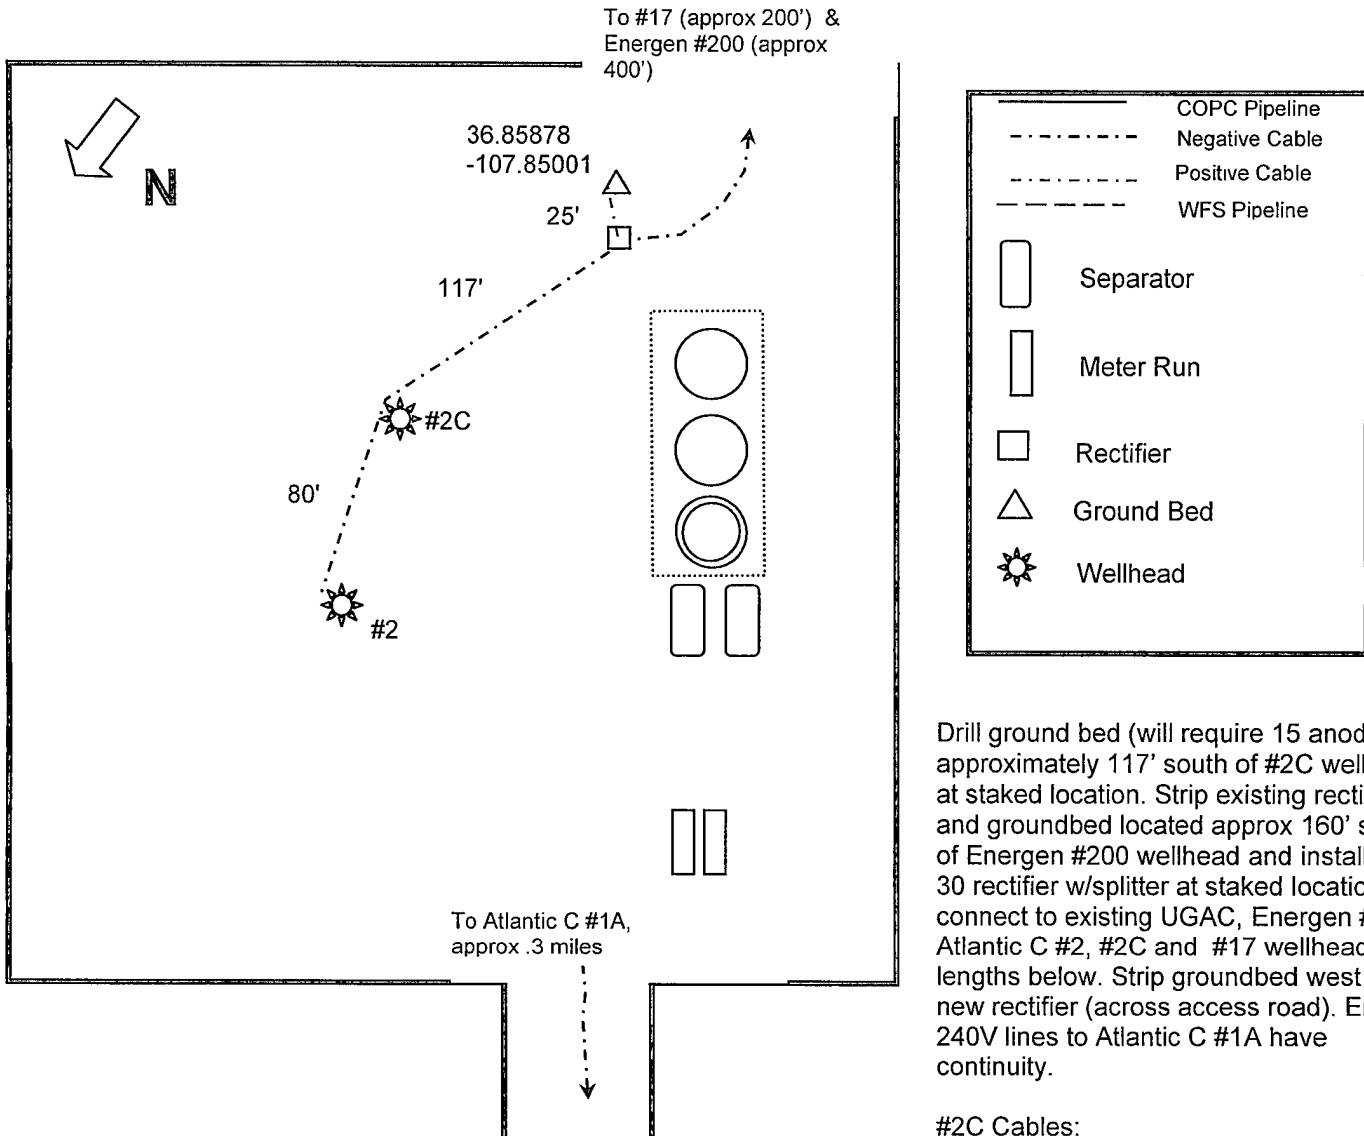 To #17 (approx 200') &
Energen #200 (approx
400')
N
36.85878
-107.85001
25'
117'
#2C
80'
#2
To Atlantic C #1A,
approx .3 miles
COPC Pipeline
Negative Cable
Positive Cable
WFS Pipeline
Separator
Meter Run
Rectifier
Ground Bed
Wellhead
Drill ground bed (will require 15
approximately 117' south of #2C
at staked location. Strip existing
and groundbed located approx 160'
of Energen #200 wellhead and install
30 rectifier w/splitter at staked
connect to existing UGAC, Energen
Atlantic C #2, #2C and #17
lengths below. Strip groundbed west
new rectifier (across access road).
240V lines to Atlantic C #1A have
continuity.
#2C Cables: